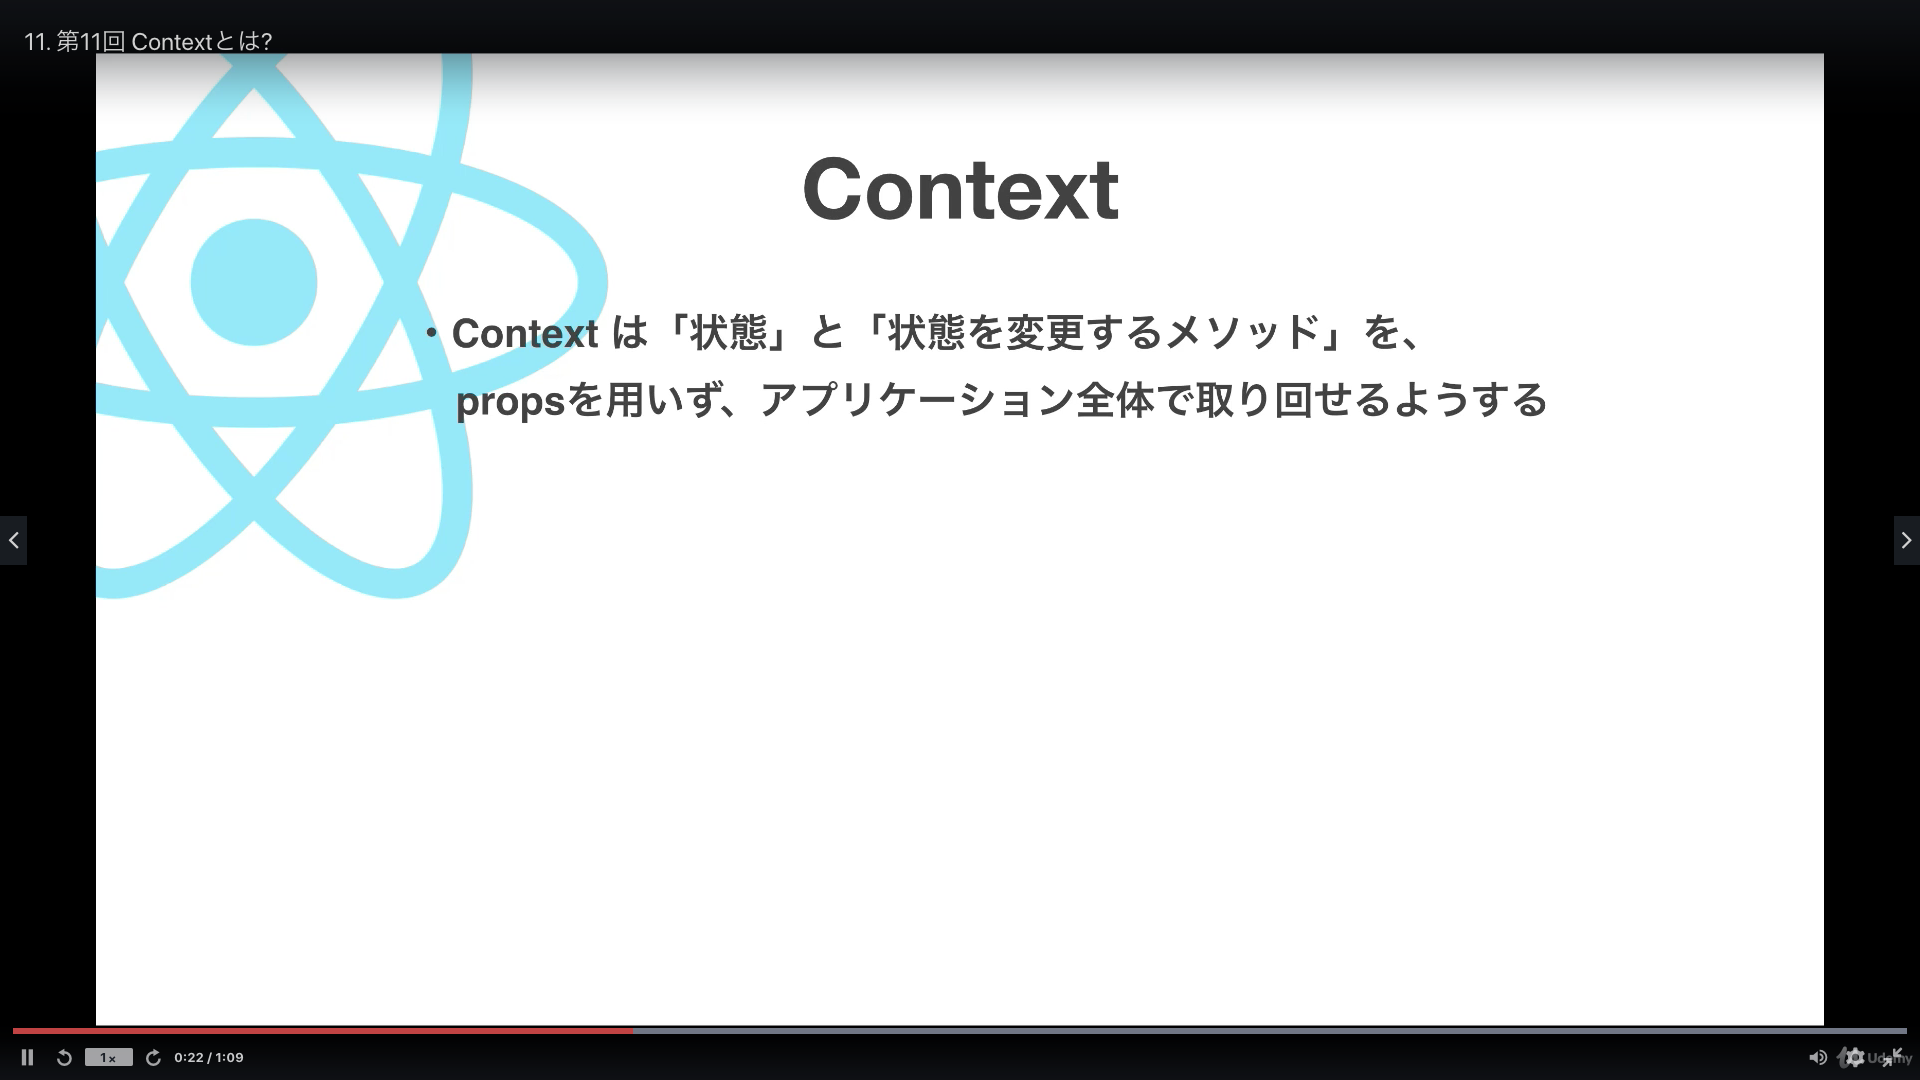 11. 第11回 Contextとは?
Context
・Context は「状態」と「状態を変更するメソッド」を、
propsを用いず、アプリケーション全体で取り回せるようする
1x
0:22 / 1:09
Udemy